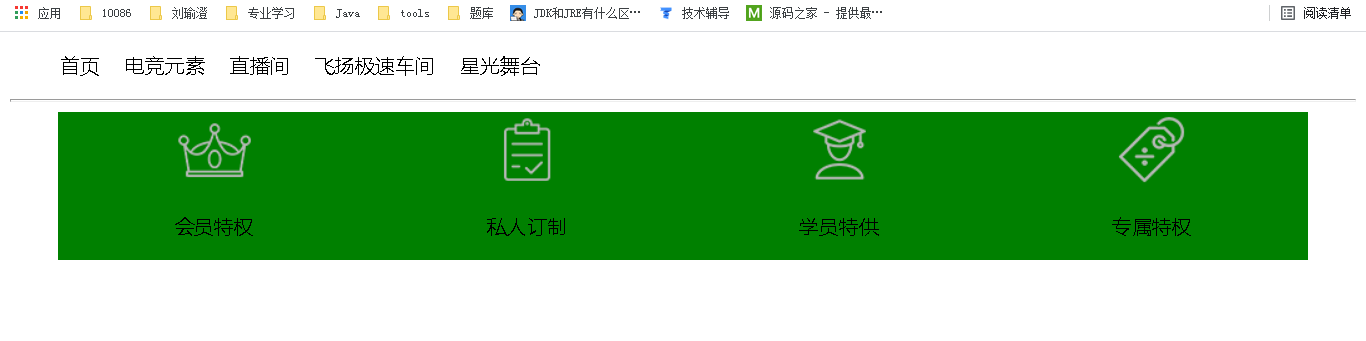 应用 10086 刘瑜澄 专业学习 Java tools 题库 JDK和JRE有什么区… 技术辅导 M 源码之家 - 提供最… 阅读清单
首页 电竞元素 直播间 飞扬极速车间 星光舞台
会员特权 私人订制 学员特供 专属特权